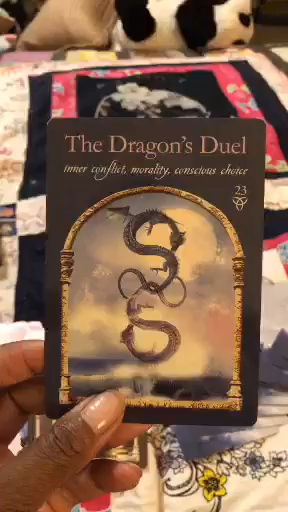 The Dragon's Duel
inner conflict, morality, conscious choice
23